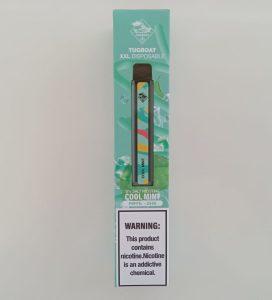 TUGBOAT
XXL DISPOSABLE
COOL MINT
WARNING:
This product
contains
nicotine.Nicotine
is an addictive
chemical.